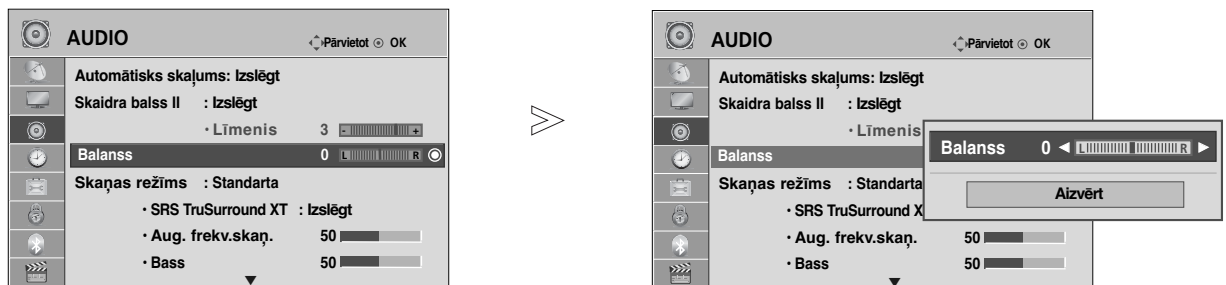 AUDIO Pārvietot OK
Automātisks skaļums: Izslēgt
Skaidra balss II : Izslēgt
• Līmenis 3 - +
Balanss 0 L R
Skaņas režīms : Standarta
• SRS TruSurround XT : Izslēgt
• Aug. frekv.skaņ. 50
• Bass 50
AUDIO Pārvietot OK
Automātisks skaļums: Izslēgt
Skaidra balss II : Izslēgt
• Līmenis
Balanss
Skaņas režīms : Standarta
• SRS TruSurround X
• Aug. frekv.skaņ. 50
• Bass 50
Balanss 0 L R
Aizvērt